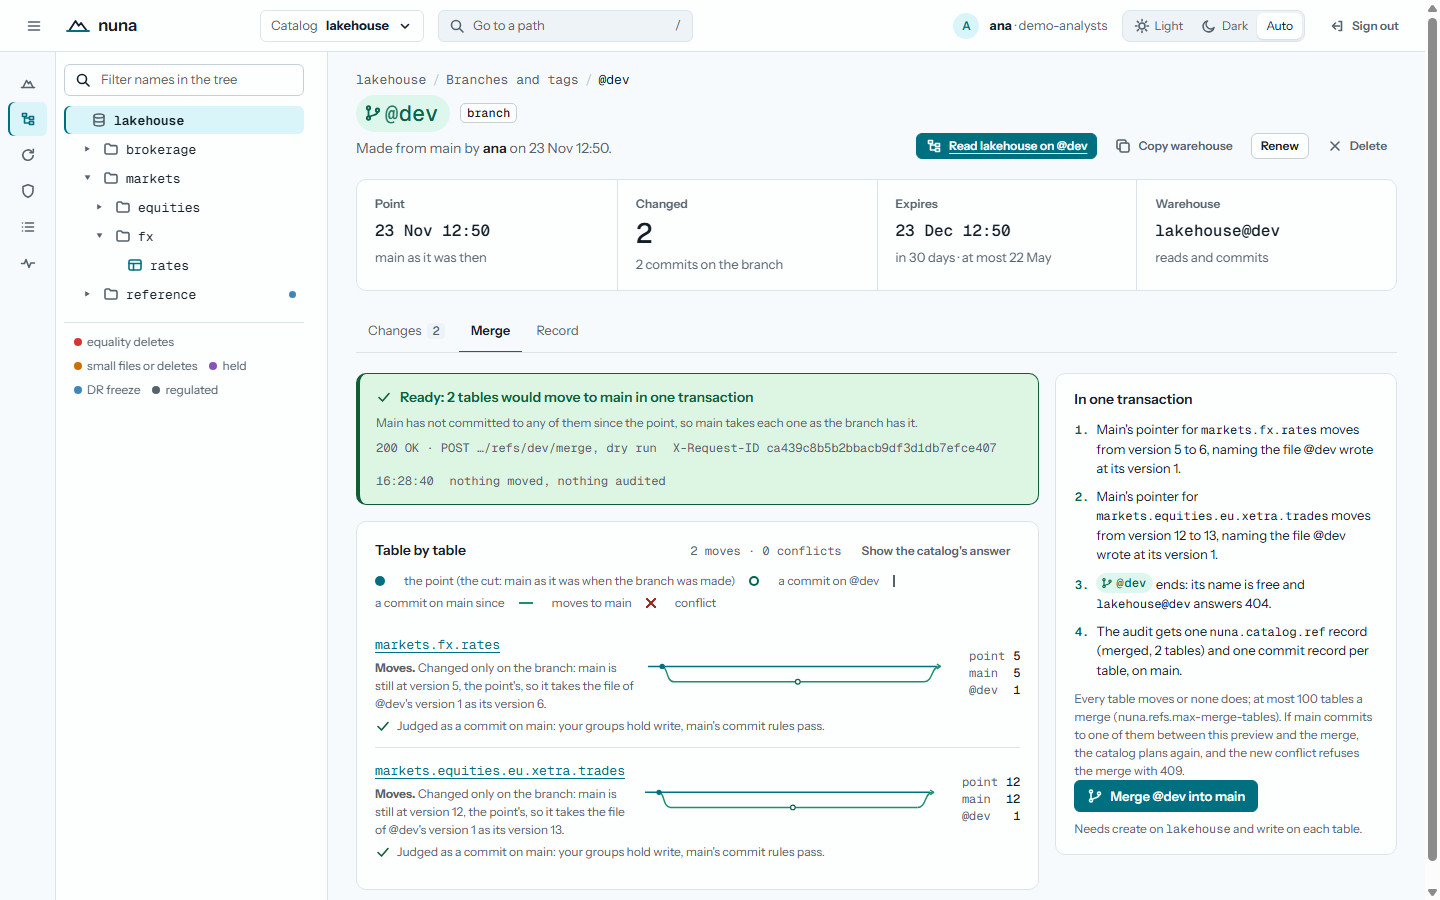 nuna
Catalog lakehouse
Go to a path /
A ana · demo-analysts
Light Dark Auto
Sign out
Filter names in the tree
lakehouse
brokerage
markets
equities
fx
rates
reference
equality deletes
small files or deletes held
DR freeze regulated
lakehouse / Branches and tags / @dev
@dev branch
Made from main by ana on 23 Nov 12:50.
Read lakehouse on @dev Copy warehouse Renew Delete
Point
23 Nov 12:50
main as it was then
Changed
2
2 commits on the branch
Expires
23 Dec 12:50
in 30 days · at most 22 May
Warehouse
lakehouse@dev
reads and commits
Changes 2 Merge Record
Ready: 2 tables would move to main in one transaction
Main has not committed to any of them since the point, so main takes each one as the branch has it.
200 OK · POST …/refs/dev/merge, dry run X-Request-ID ca439c8b5b2bbacb9df3d1db7efce407
16:28:40 nothing moved, nothing audited
Table by table
2 moves · 0 conflicts Show the catalog's answer
the point (the cut: main as it was when the branch was made) a commit on @dev
a commit on main since moves to main conflict
markets.fx.rates
Moves. Changed only on the branch: main is
still at version 5, the point's, so it takes the file of
@dev's version 1 as its version 6.
point 5
main 5
@dev 1
Judged as a commit on main: your groups hold write, main's commit rules pass.
markets.equities.eu.xetra.trades
Moves. Changed only on the branch: main is
still at version 12, the point's, so it takes the file
of @dev's version 1 as its version 13.
point 12
main 12
@dev 1
Judged as a commit on main: your groups hold write, main's commit rules pass.
In one transaction
1. Main's pointer for markets.fx.rates moves
from version 5 to 6, naming the file @dev wrote
at its version 1.
2. Main's pointer for
markets.equities.eu.xetra.trades moves
from version 12 to 13, naming the file @dev
wrote at its version 1.
3. @dev ends: its name is free and
lakehouse@dev answers 404.
4. The audit gets one nuna.catalog.ref record
(merged, 2 tables) and one commit record per
table, on main.
Every table moves or none does; at most 100 tables a
merge (nuna.refs.max-merge-tables). If main commits
to one of them between this preview and the merge,
the catalog plans again, and the new conflict refuses
the merge with 409.
Merge @dev into main
Needs create on lakehouse and write on each table.